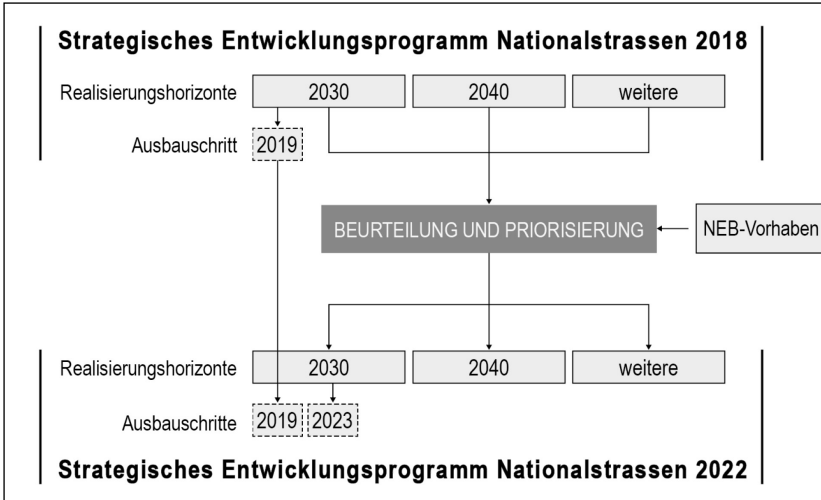 Strategisches Entwicklungsprogramm Nationalstrassen 2018
Realisierungshorizonte 2030 2040 weitere
Ausbauschritt 2019
BEURTEILUNG UND PRIORISIERUNG NEB-Vorhaben
Realisierungshorizonte 2030 2040 weitere
Ausbauschritte 2019 2023
Strategisches Entwicklungsprogramm Nationalstrassen 2022